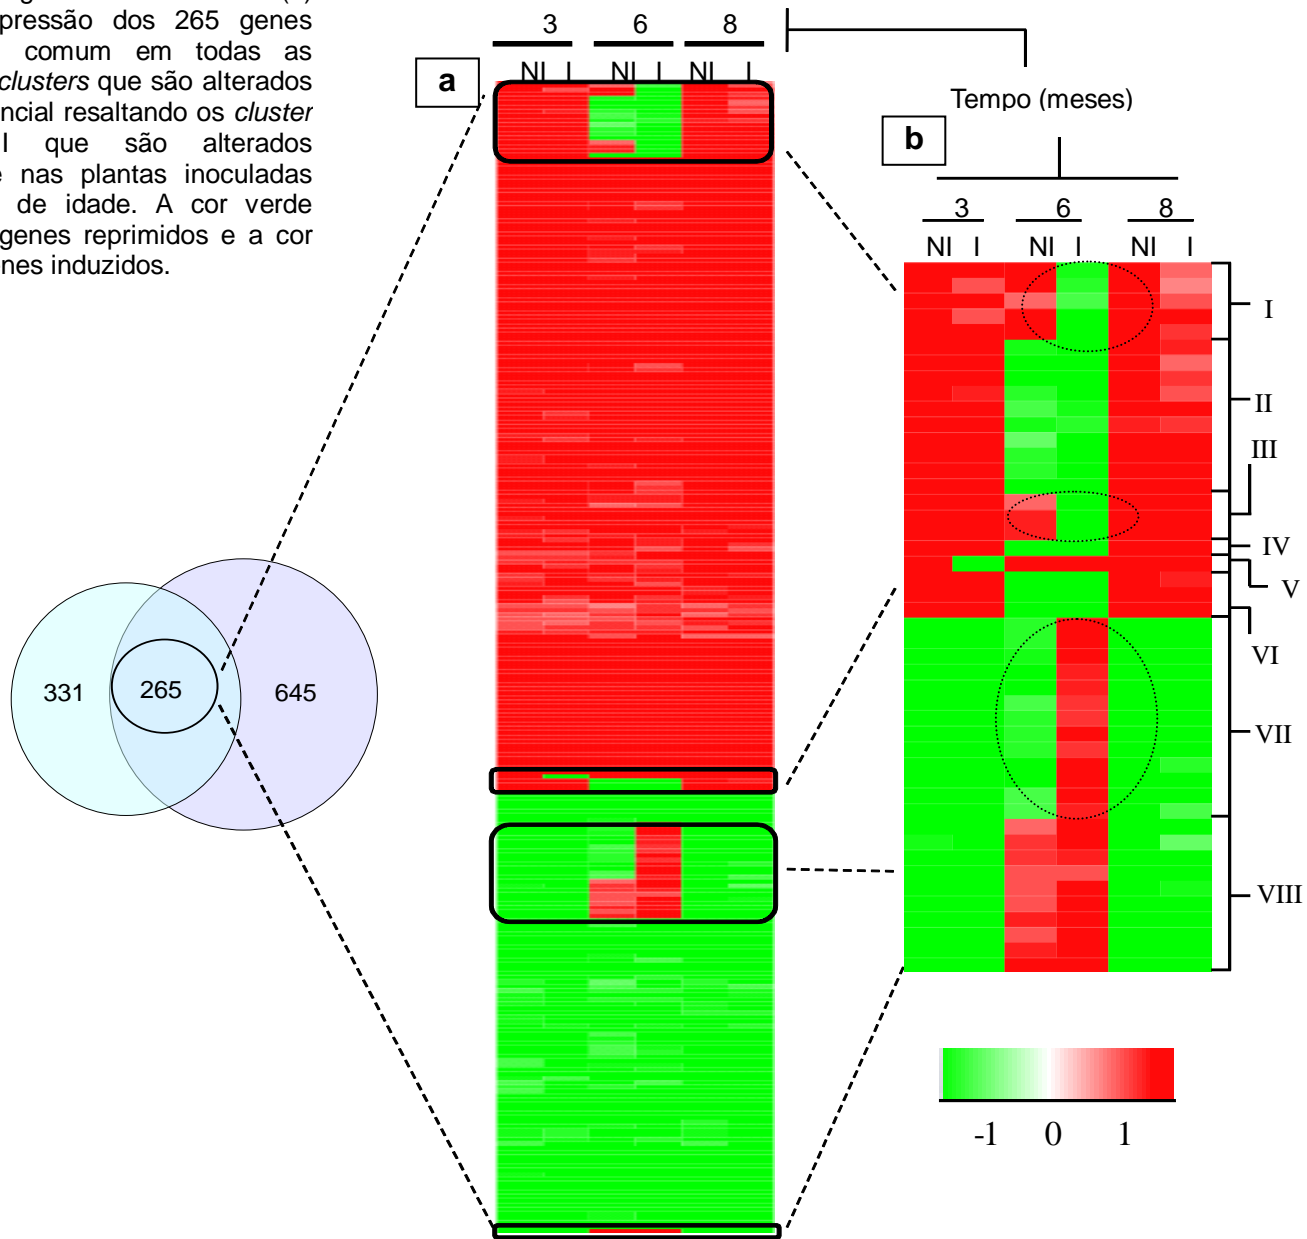 pressão dos 265 genes
comum em todas as
clusters que são alterados
ncial resaltando os cluster
I que são alterados
e nas plantas inoculadas
de idade. A cor verde
genes reprimidos e a cor
nes induzidos.
3 6 8
NI I NI I NI I
a
Tempo (meses)
b
3 6 8
NI I NI I NI I
I
II
III
IV
V
VI
VII
VIII
331 265 645
-1 0 1